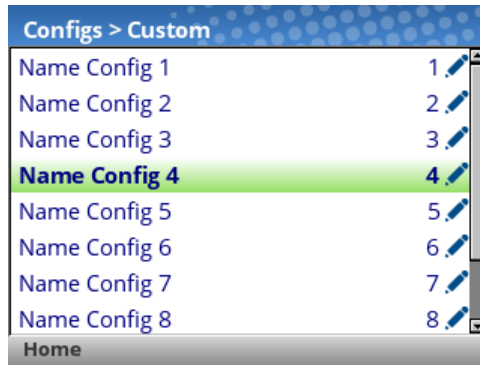 Configs > Custom
Name Config 1 1
Name Config 2 2
Name Config 3 3
Name Config 4 4
Name Config 5 5
Name Config 6 6
Name Config 7 7
Name Config 8 8
Home